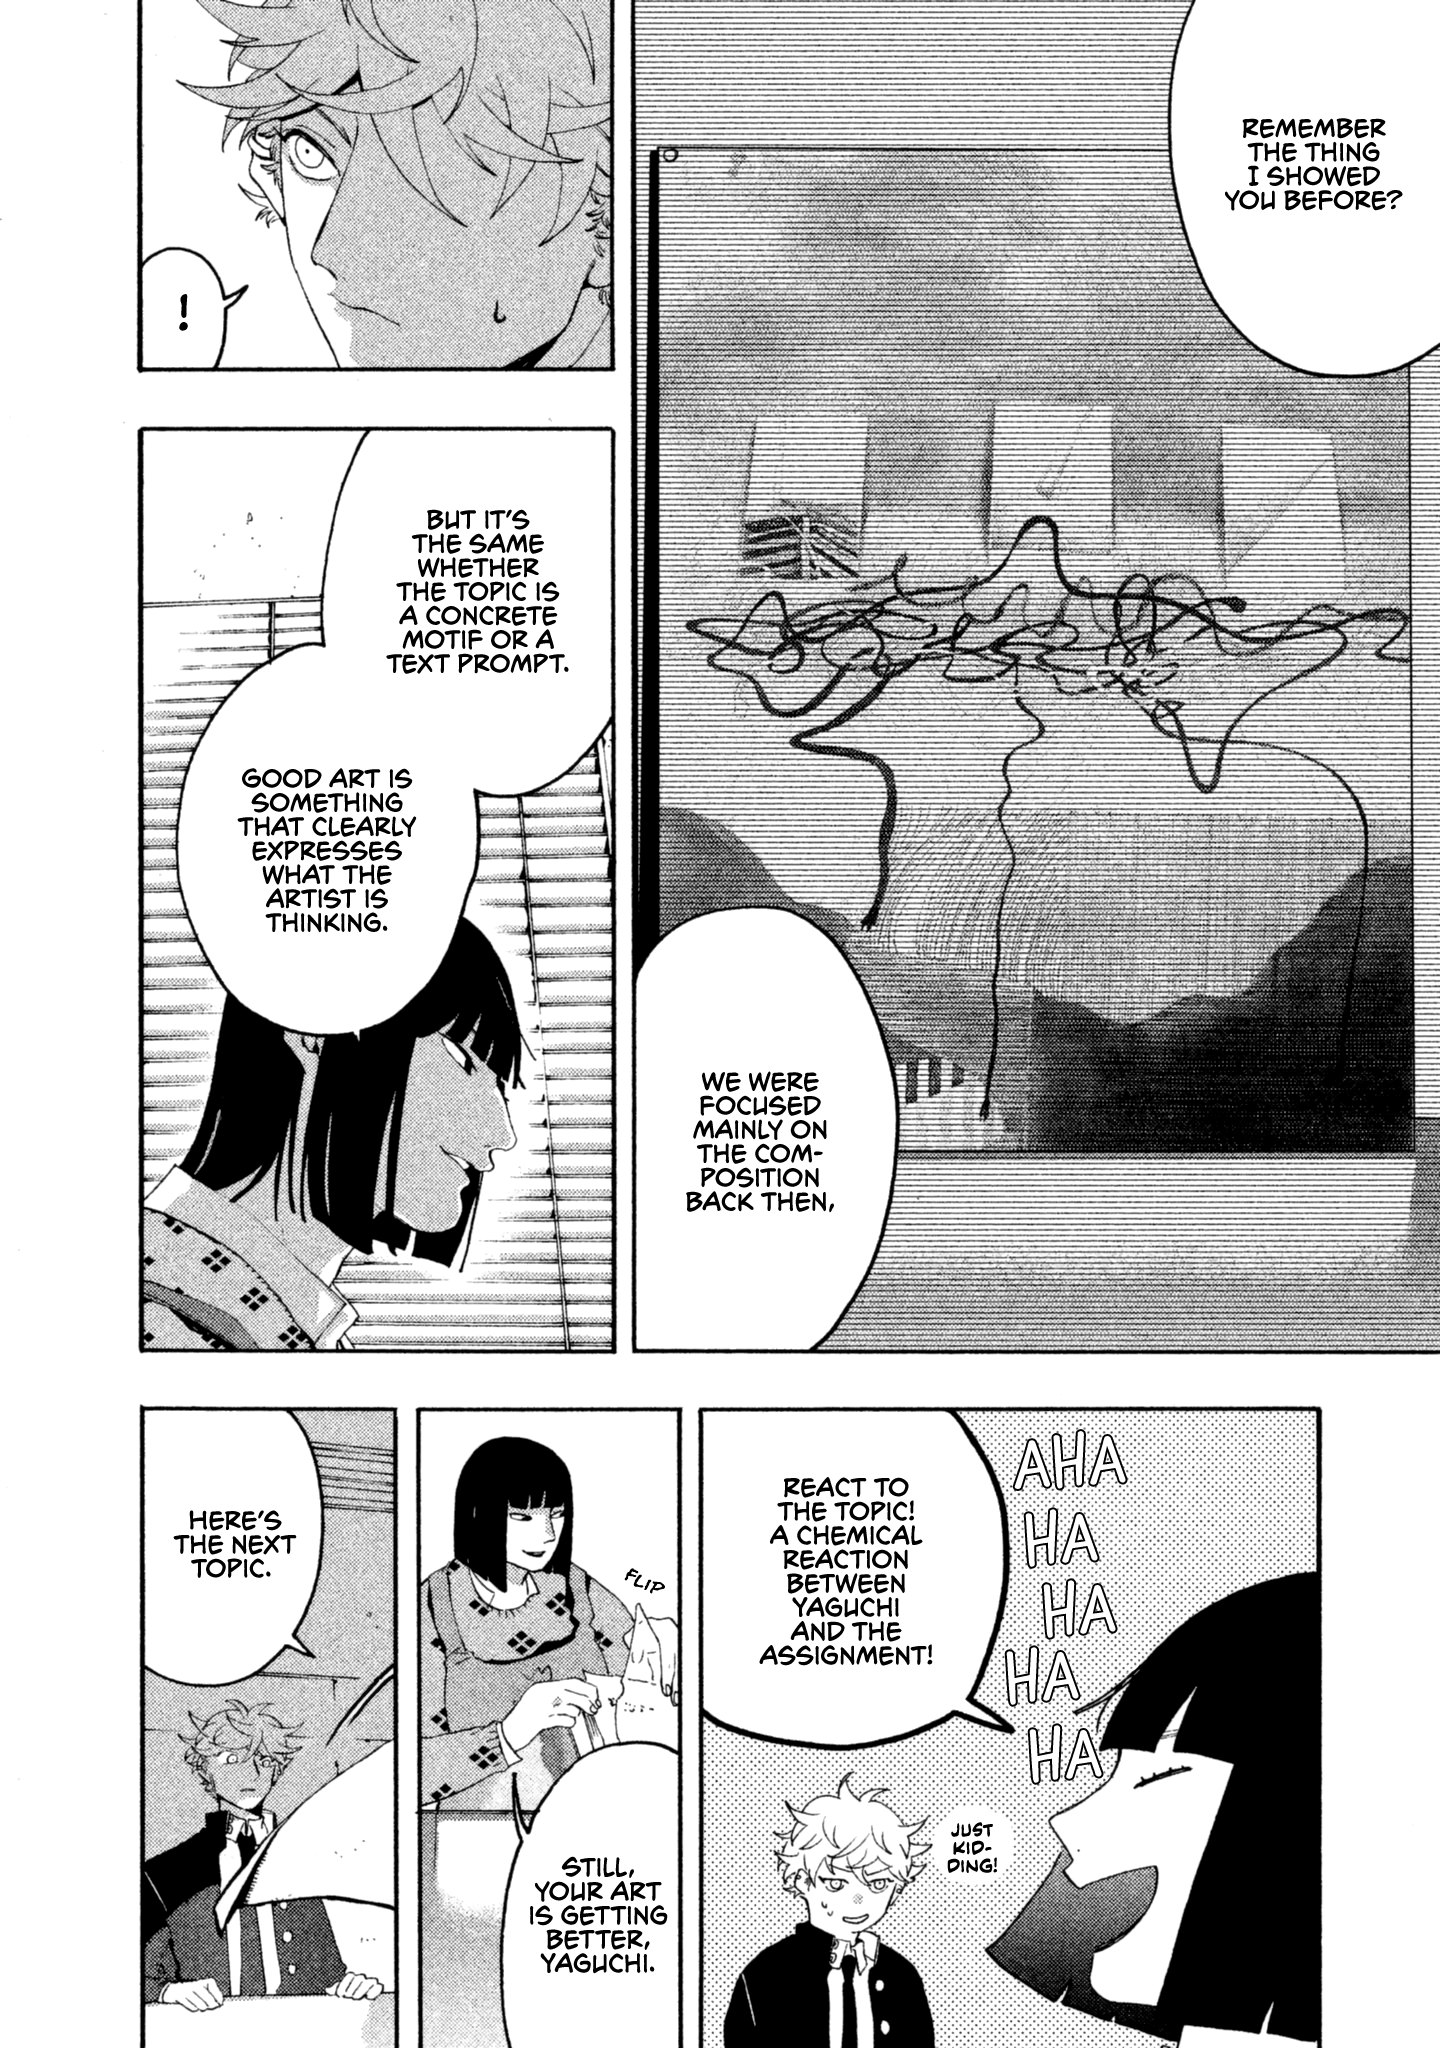 REMEMBER
THE THING
I SHOWED
YOU BEFORE?
WE WERE
FOCUSED
MAINLY ON
THE COM-
POSITION
BACK THEN,
!
BUT IT'S
THE SAME
WHETHER
THE TOPIC IS
A CONCRETE
MOTIF OR A
TEXT PROMPT.
GOOD ART IS
SOMETHING
THAT CLEARLY
EXPRESSES
WHAT THE
ARTIST IS
THINKING.
AHA
HA
HA
HA
HA
REACT TO
THE TOPIC!
A CHEMICAL
REACTION
BETWEEN
YAGUCHI
AND THE
ASSIGNMENT!
JUST
KID-
DING!
FLIP
STILL,
YOUR ART
IS GETTING
BETTER,
YAGUCHI.
HERE'S
THE NEXT
TOPIC.